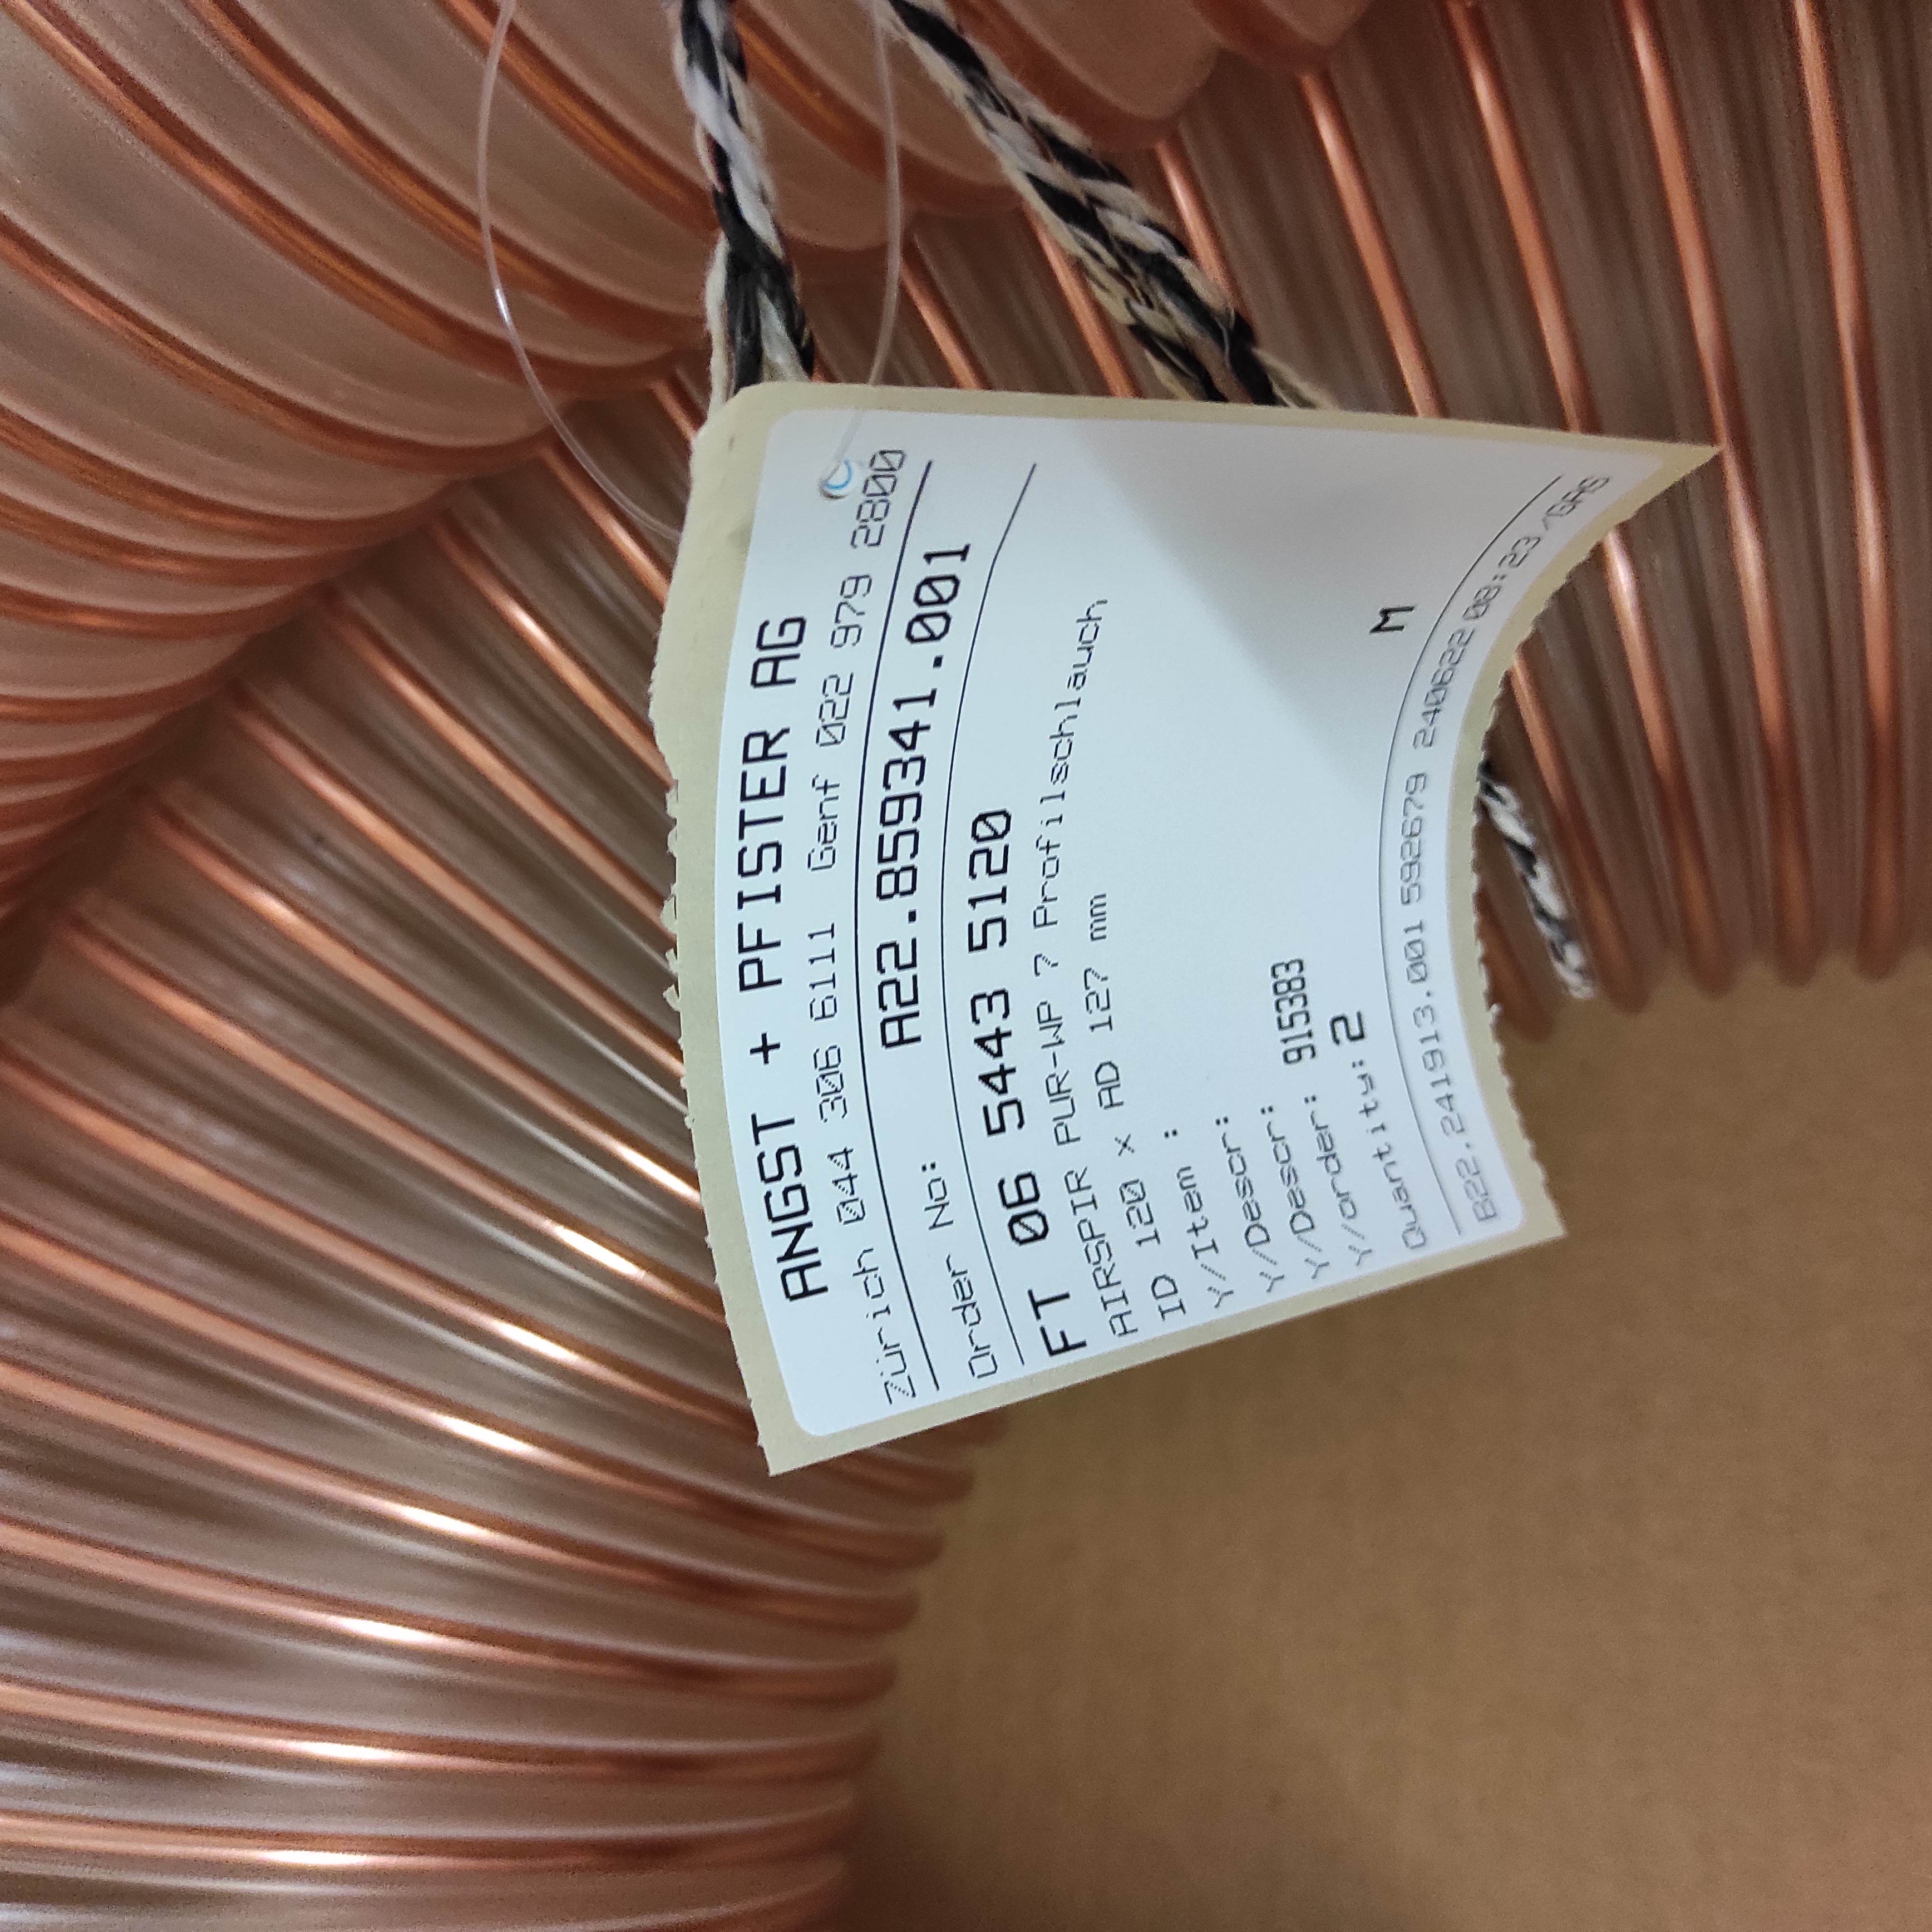 ANGST + PFISTER AG
Zürich 044 306 6111 Genf 022 979 2800
Order No: A22.859341.001
FT 06 5443 5120
AIRSPIR PUR-WP 7 Profilschlauch
ID 120 x AD 127 mm
Y/Item :
Y/Descr:
Y/Descr:
Y/order: 915383
Quantity: 2 M
B22.241913.001 592679 240622 08:23 /GRS